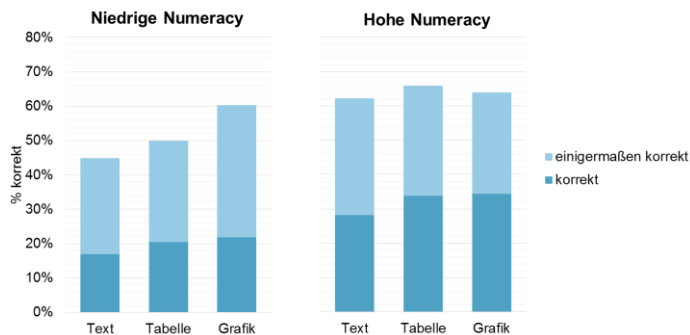 Niedrige Numeracy
Hohe Numeracy
80%
70%
60%
50%
40%
30%
20%
10%
0%
% korrekt
Text Tabelle Grafik
Text Tabelle Grafik
einigermaßen korrekt
korrekt